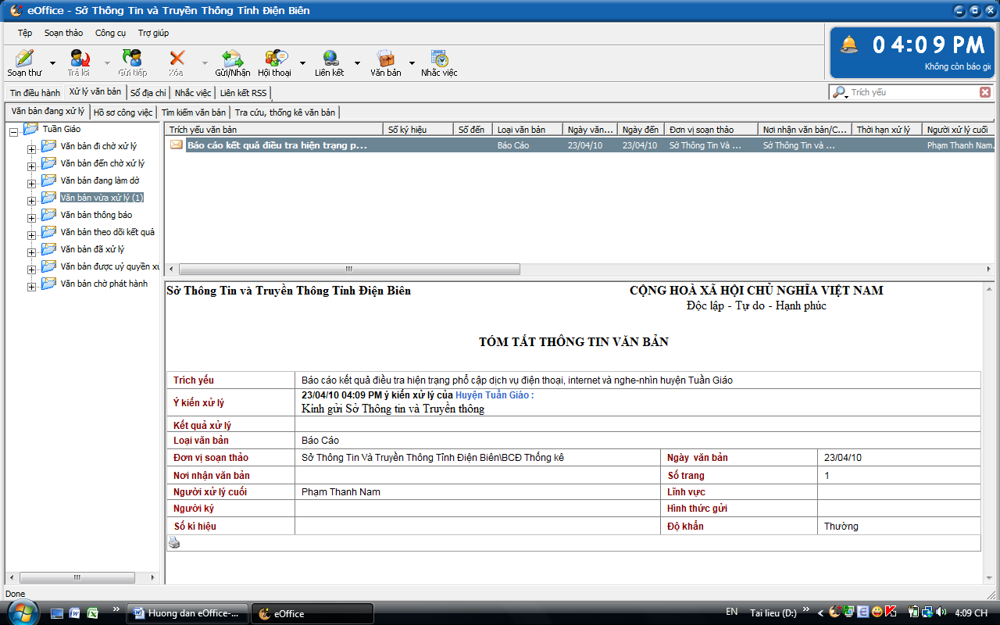 eOffice - Sở Thông Tin và Truyền Thông Tỉnh Điện Biên
Tệp Soạn thảo Công cụ Trợ giúp
04:09 PM
Không còn báo giờ
Soạn thư Trả lời Gửi tiếp Xóa Gửi/Nhận Hội thoại Liên kết Văn bản Nhắc việc
Tin điều hành Xử lý văn bản Sổ địa chỉ Nhắc việc Liên kết RSS
Trích yếu
Văn bản đang xử lý Hồ sơ công việc Tìm kiếm văn bản Tra cứu, thống kê văn bản
Tuần Giáo
Văn bản đi chờ xử lý
Văn bản đến chờ xử lý
Văn bản đang làm dở
Văn bản vừa xử lý (1)
Văn bản thông báo
Văn bản theo dõi kết quả
Văn bản đã xử lý
Văn bản được uỷ quyền xử
Văn bản chờ phát hành
Trích yếu văn bản Số ký hiệu Số đến Loại văn bản Ngày văn... Ngày đến Đơn vị soạn thảo Nơi nhận văn bản/C... Thời hạn xử lý Người xử lý cuối
Báo cáo kết quả điều tra hiện trạng p... Báo Cáo 23/04/10 23/04/10 Sở Thông Tin Và ... Sở Thông Tin và ... Phạm Thanh Nam
Sở Thông Tin và Truyền Thông Tỉnh Điện Biên
CỘNG HOÀ XÃ HỘI CHỦ NGHĨA VIỆT NAM
Độc lập - Tự do - Hạnh phúc
TÓM TẮT THÔNG TIN VĂN BẢN
Trích yếu Báo cáo kết quả điều tra hiện trạng phổ cập dịch vụ điện thoại, internet và nghe-nhìn huyện Tuần Giáo
Ý kiến xử lý 23/04/10 04:09 PM ý kiến xử lý của Huyện Tuần Giáo :
Kính gửi Sở Thông tin và Truyền thông
Kết quả xử lý
Loại văn bản Báo Cáo
Đơn vị soạn thảo Sở Thông Tin Và Truyền Thông Tỉnh Điện Biên\BCĐ Thống kê Ngày văn bản 23/04/10
Nơi nhận văn bản Số trang 1
Người xử lý cuối Phạm Thanh Nam Lĩnh vực
Người ký Hình thức gửi
Số kí hiệu Độ khẩn Thường
Done
Huong dan eOffice-... eOffice EN Tai lieu (D:) 4:09 CH